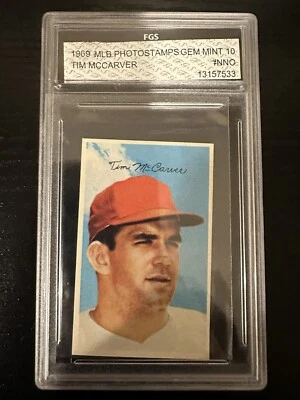 FGS
1969 MLB PHOTOSTAMPS GEM MINT 10
TIM MCCARVER #NNO
13157533
Tim McCarver